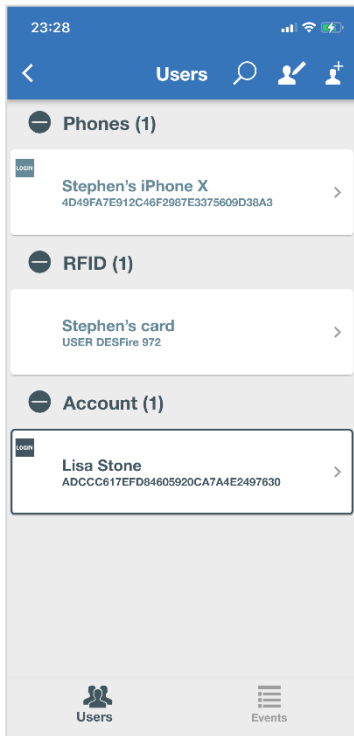 23:28
Users
Phones (1)
LOGIN
Stephen's iPhone X
4D49FA7E912C46F2987E3375609D38A3
RFID (1)
Stephen's card
USER DESFire 972
Account (1)
LOGIN
Lisa Stone
ADCCC617EFD84605920CA7A4E2497630
Users
Events